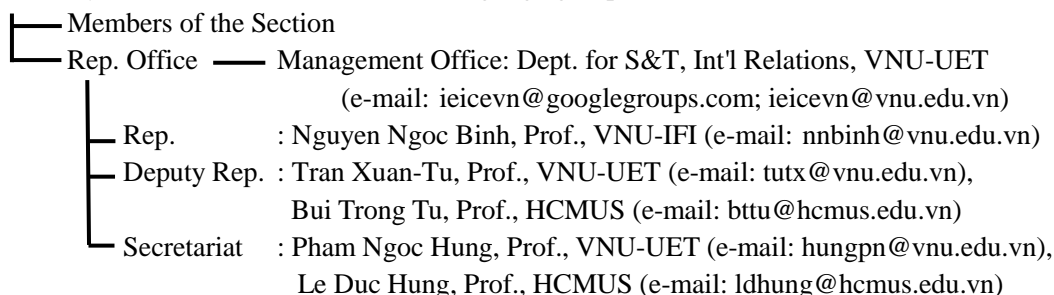 Members of the Section
Rep. Office Management Office: Dept. for S&T, Int'l Relations, VNU-UET
(e-mail: ieicevn@googlegroups.com; ieicevn@vnu.edu.vn)
Rep. : Nguyen Ngoc Binh, Prof., VNU-IFI (e-mail: nnbinh@vnu.edu.vn)
Deputy Rep. : Tran Xuan-Tu, Prof., VNU-UET (e-mail: tutx@vnu.edu.vn),
Bui Trong Tu, Prof., HCMUS (e-mail: bttu@hcmus.edu.vn)
Secretariat : Pham Ngoc Hung, Prof., VNU-UET (e-mail: hungpn@vnu.edu.vn),
Le Duc Hung, Prof., HCMUS (e-mail: ldhung@hcmus.edu.vn)